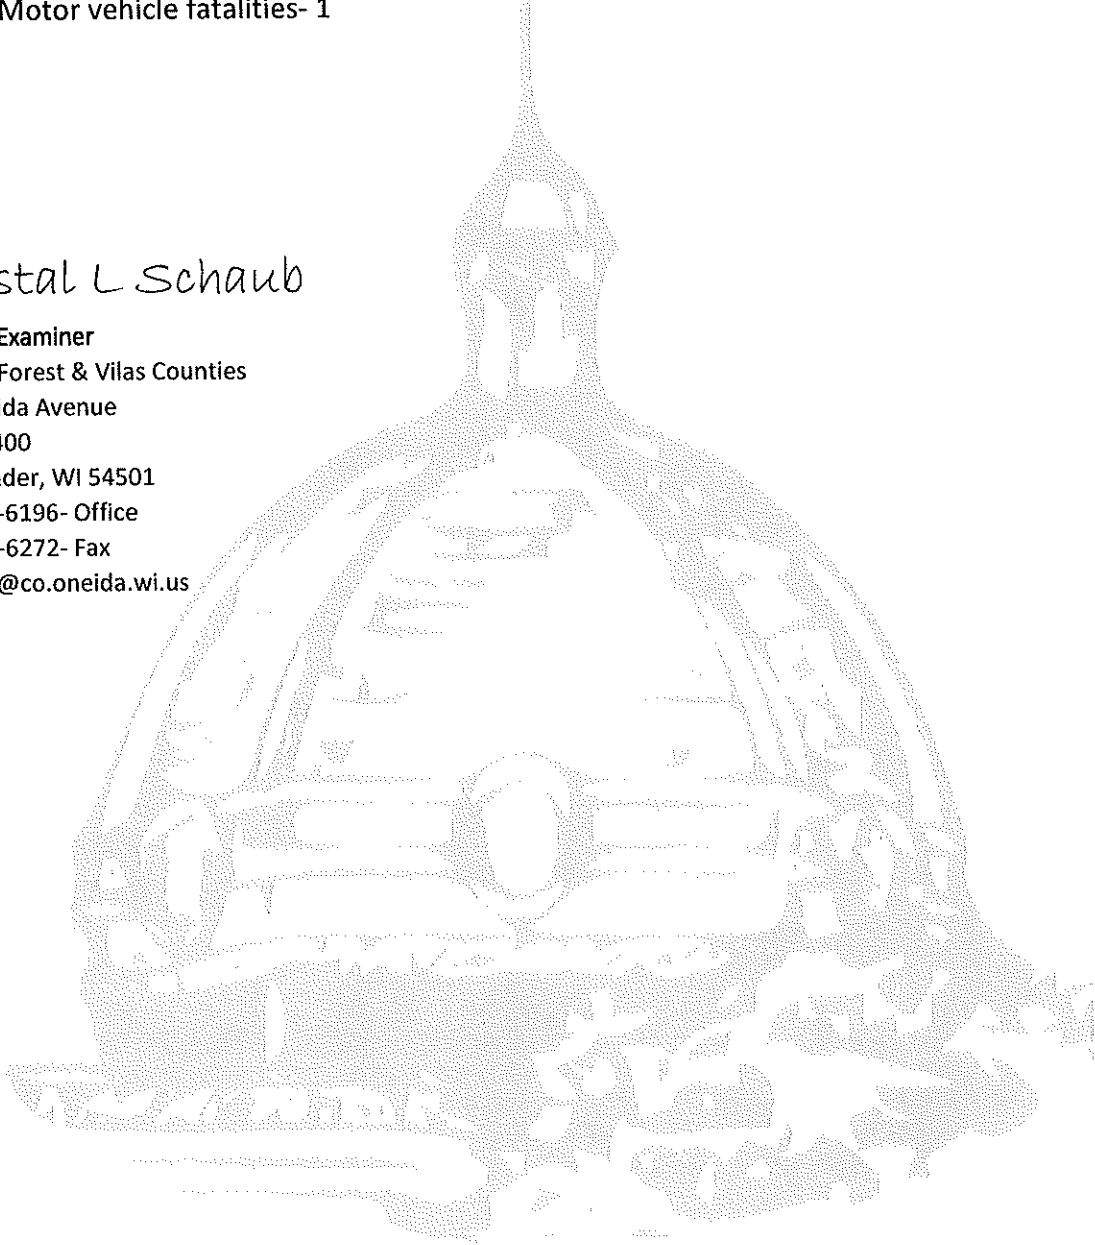 Motor vehicle fatalities- 1
stal L Schaub
Examiner
Forest & Vilas Counties
ida Avenue
400
der, WI 54501
-6196- Office
-6272- Fax
@co.oneida.wi.us